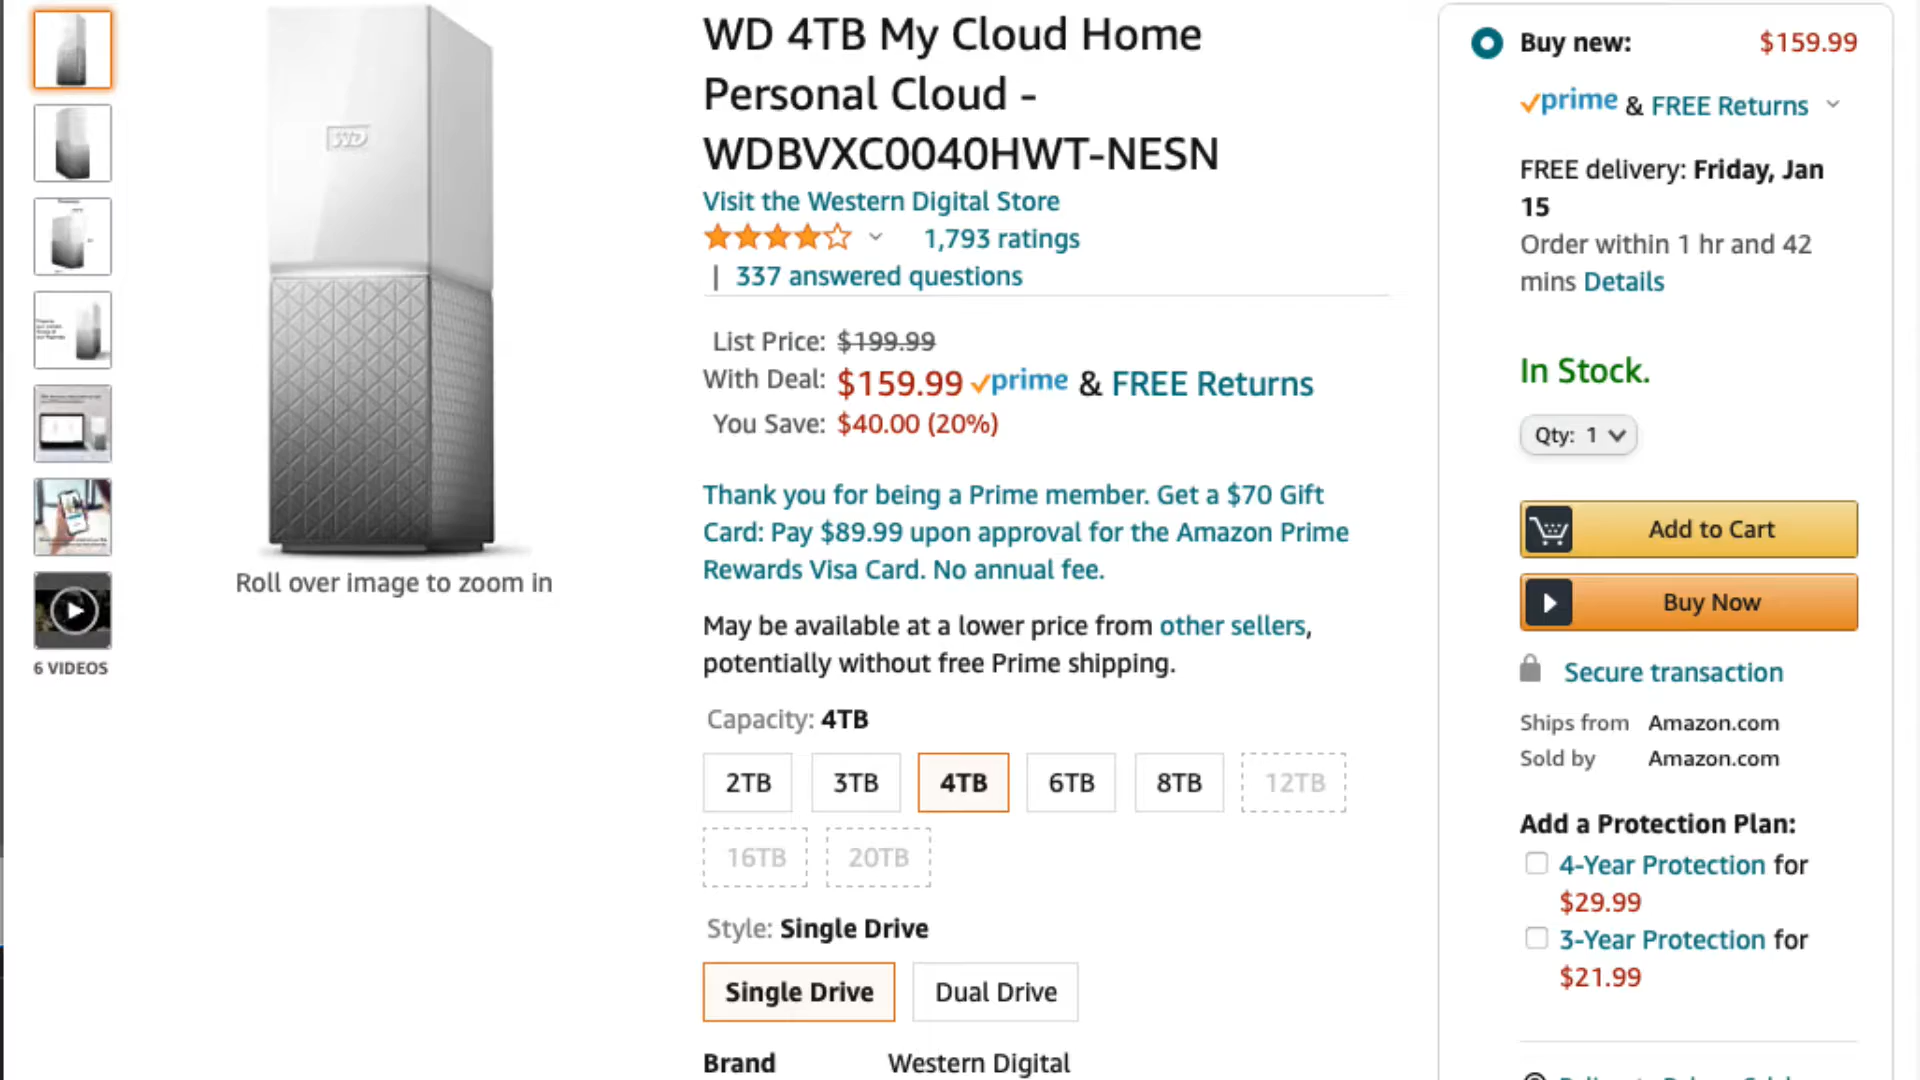 WD 4TB My Cloud Home
Personal Cloud -
WDBVXC0040HWT-NESN
Visit the Western Digital Store
1,793 ratings
| 337 answered questions
List Price: $199.99
With Deal: $159.99 prime & FREE Returns
You Save: $40.00 (20%)
Thank you for being a Prime member. Get a $70 Gift
Card: Pay $89.99 upon approval for the Amazon Prime
Rewards Visa Card. No annual fee.
May be available at a lower price from other sellers,
potentially without free Prime shipping.
Capacity: 4TB
2TB 3TB 4TB 6TB 8TB 12TB
16TB 20TB
Style: Single Drive
Single Drive Dual Drive
Brand Western Digital
WD
Roll over image to zoom in
6 VIDEOS
Buy new: $159.99
prime & FREE Returns
FREE delivery: Friday, Jan
15
Order within 1 hr and 42
mins Details
In Stock.
Qty: 1
Add to Cart
Buy Now
Secure transaction
Ships from Amazon.com
Sold by Amazon.com
Add a Protection Plan:
4-Year Protection for
$29.99
3-Year Protection for
$21.99